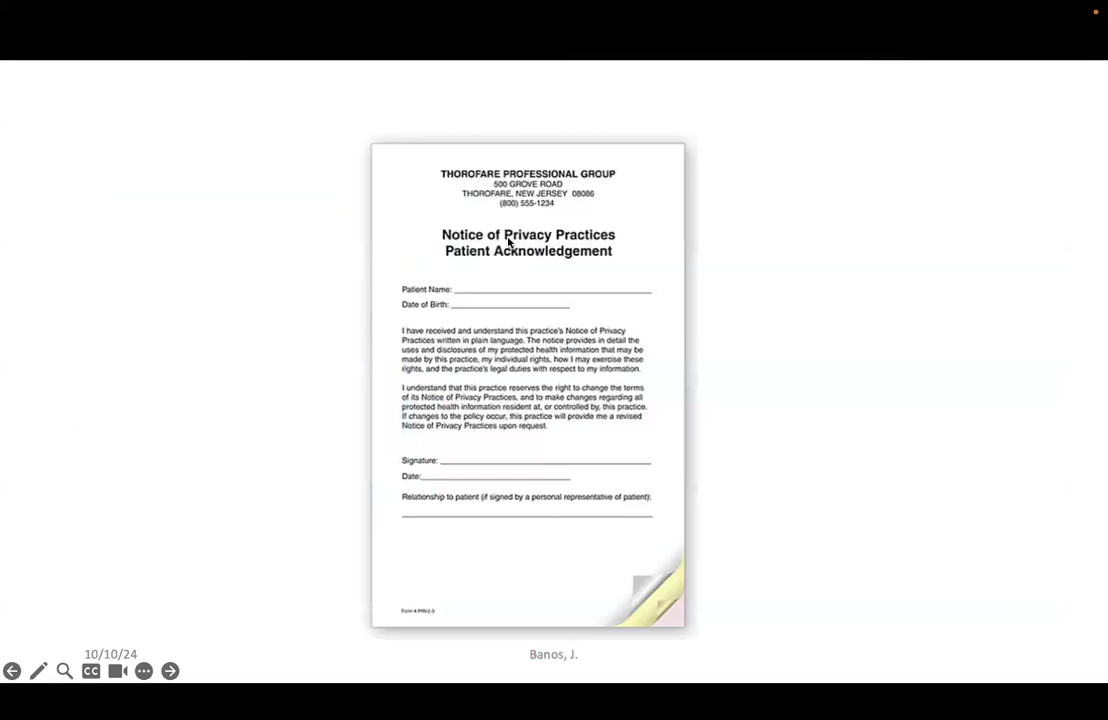 THOROFARE PROFESSIONAL GROUP
500 GROVE ROAD
THOROFARE, NEW JERSEY 08086
(800) 555-1234
Notice of Privacy Practices
Patient Acknowledgement
Patient Name:
Date of Birth:
I have received and understand this practice's Notice of Privacy
Practices written in plain language. The notice provides in detail the
uses and disclosures of my protected health information that may be
made by this practice, my individual rights, how I may exercise these
rights, and the practice's legal duties with respect to my information.
I understand that this practice reserves the right to change the terms
of its Notice of Privacy Practices, and to make changes regarding all
protected health information resident at, or controlled by, this practice.
If changes to the policy occur, this practice will provide me a revised
Notice of Privacy Practices upon request.
Signature:
Date:
Relationship to patient (if signed by a personal representative of patient):
Form #
10/10/24
Banos, J.
CC